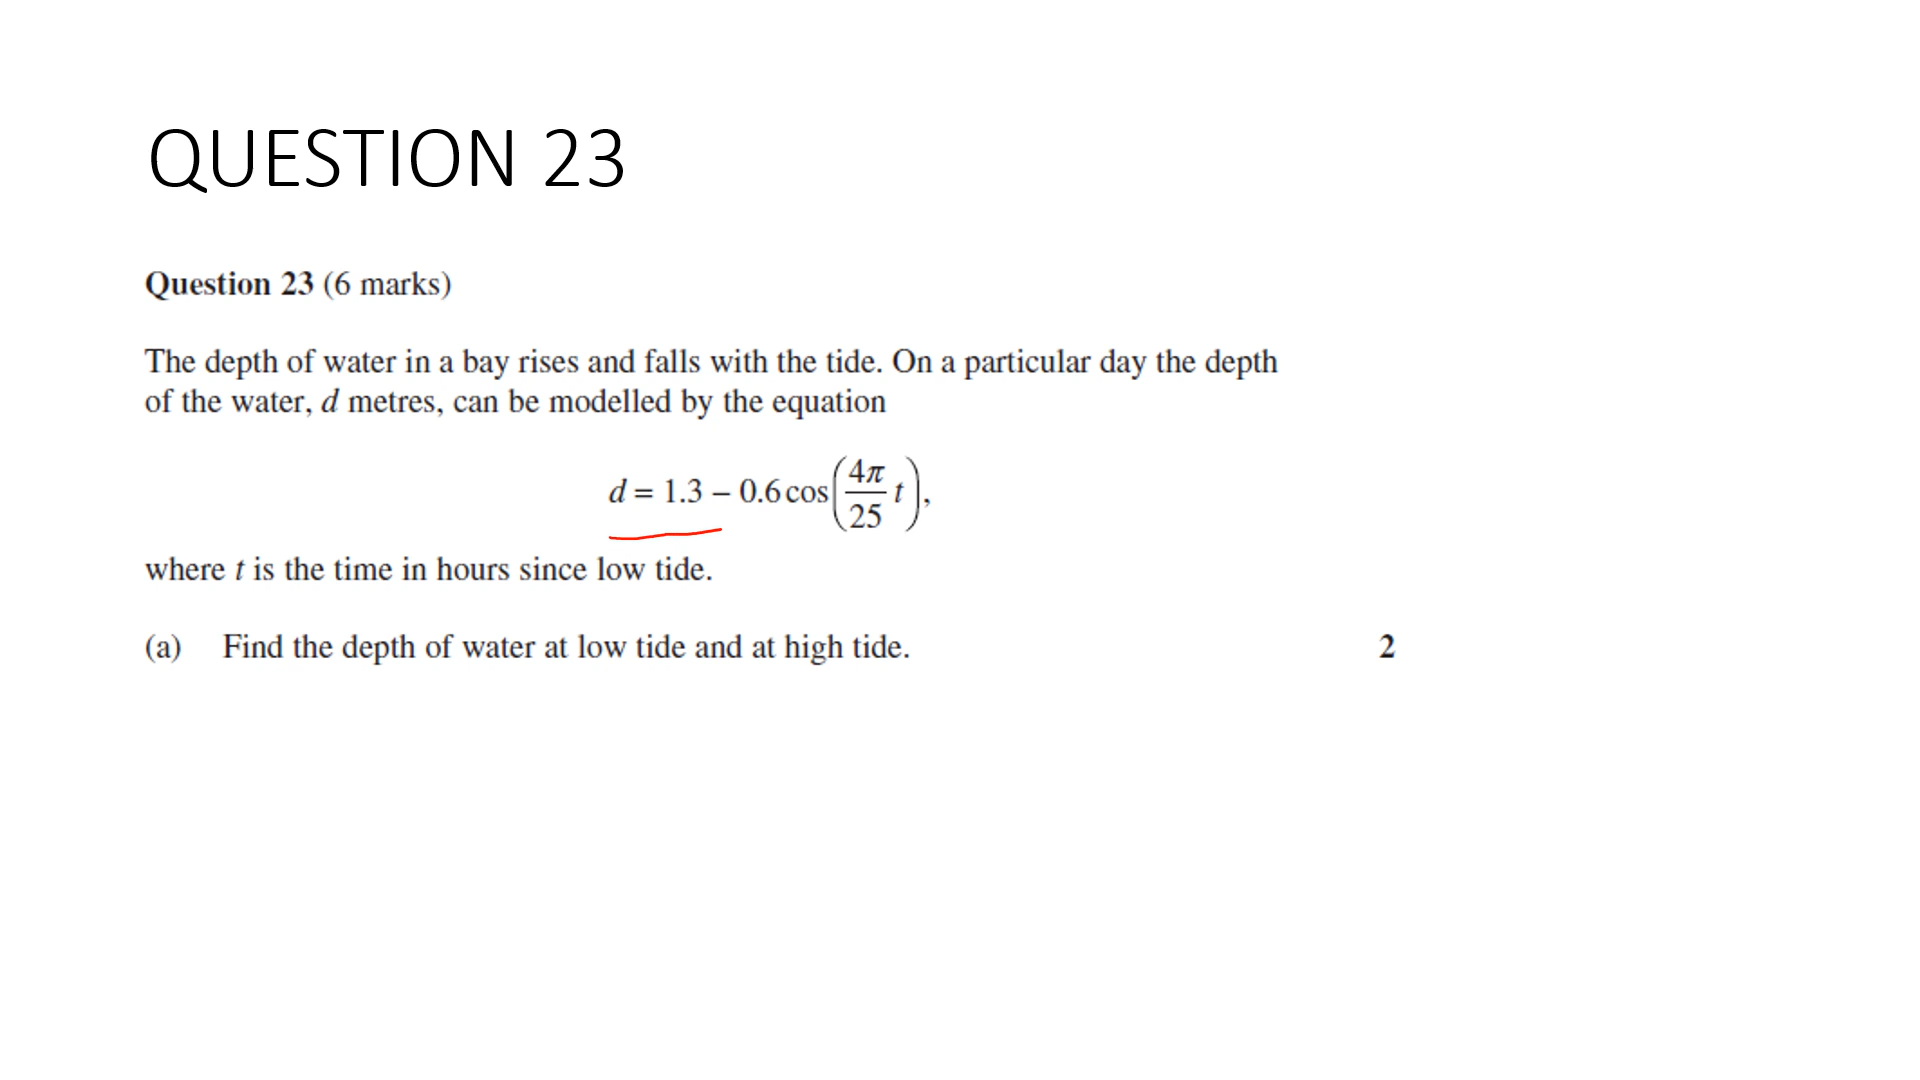 QUESTION 23
Question 23 (6 marks)
The depth of water in a bay rises and falls with the tide. On a particular day the depth
of the water, d metres, can be modelled by the equation
d = 1.3 – 0.6 cos(4π/25 t),
where t is the time in hours since low tide.
(a) Find the depth of water at low tide and at high tide. 2